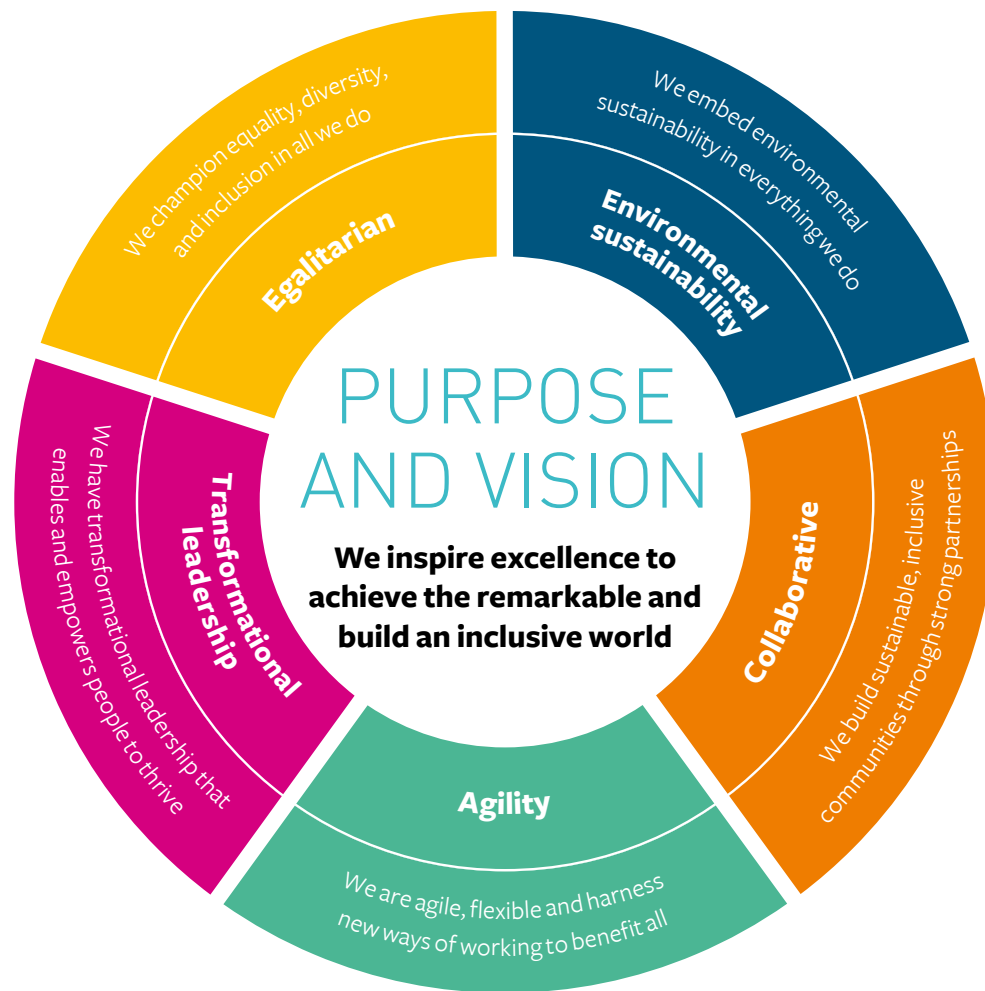 PURPOSE
AND VISION
We inspire excellence to
achieve the remarkable and
build an inclusive world
Environmental
sustainability
We embed environmental
sustainability in everything we do
Collaborative
We build sustainable, inclusive
communities through strong partnerships
Agility
We are agile, flexible and harness
new ways of working to benefit all
Transformational
leadership
We have transformational leadership that
enables and empowers people to thrive
Egalitarian
We champion equality, diversity,
and inclusion in all we do